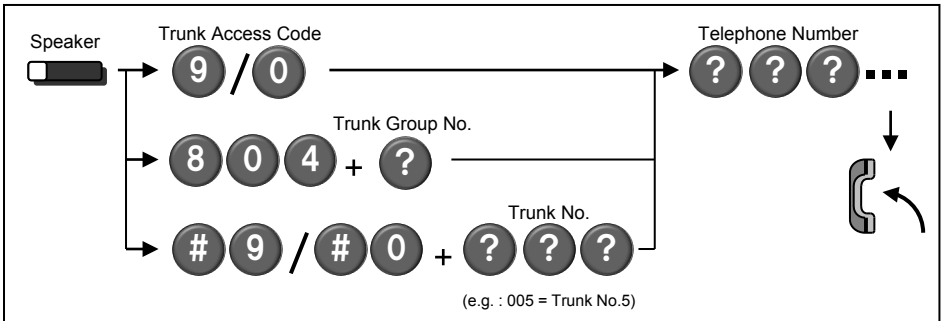 Speaker
Trunk Access Code
9 / 0
Telephone Number
? ? ? ...
Trunk Group No.
8 0 4 + ?
Trunk No.
# 9 / # 0 + ? ? ?
(e.g. : 005 = Trunk No.5)